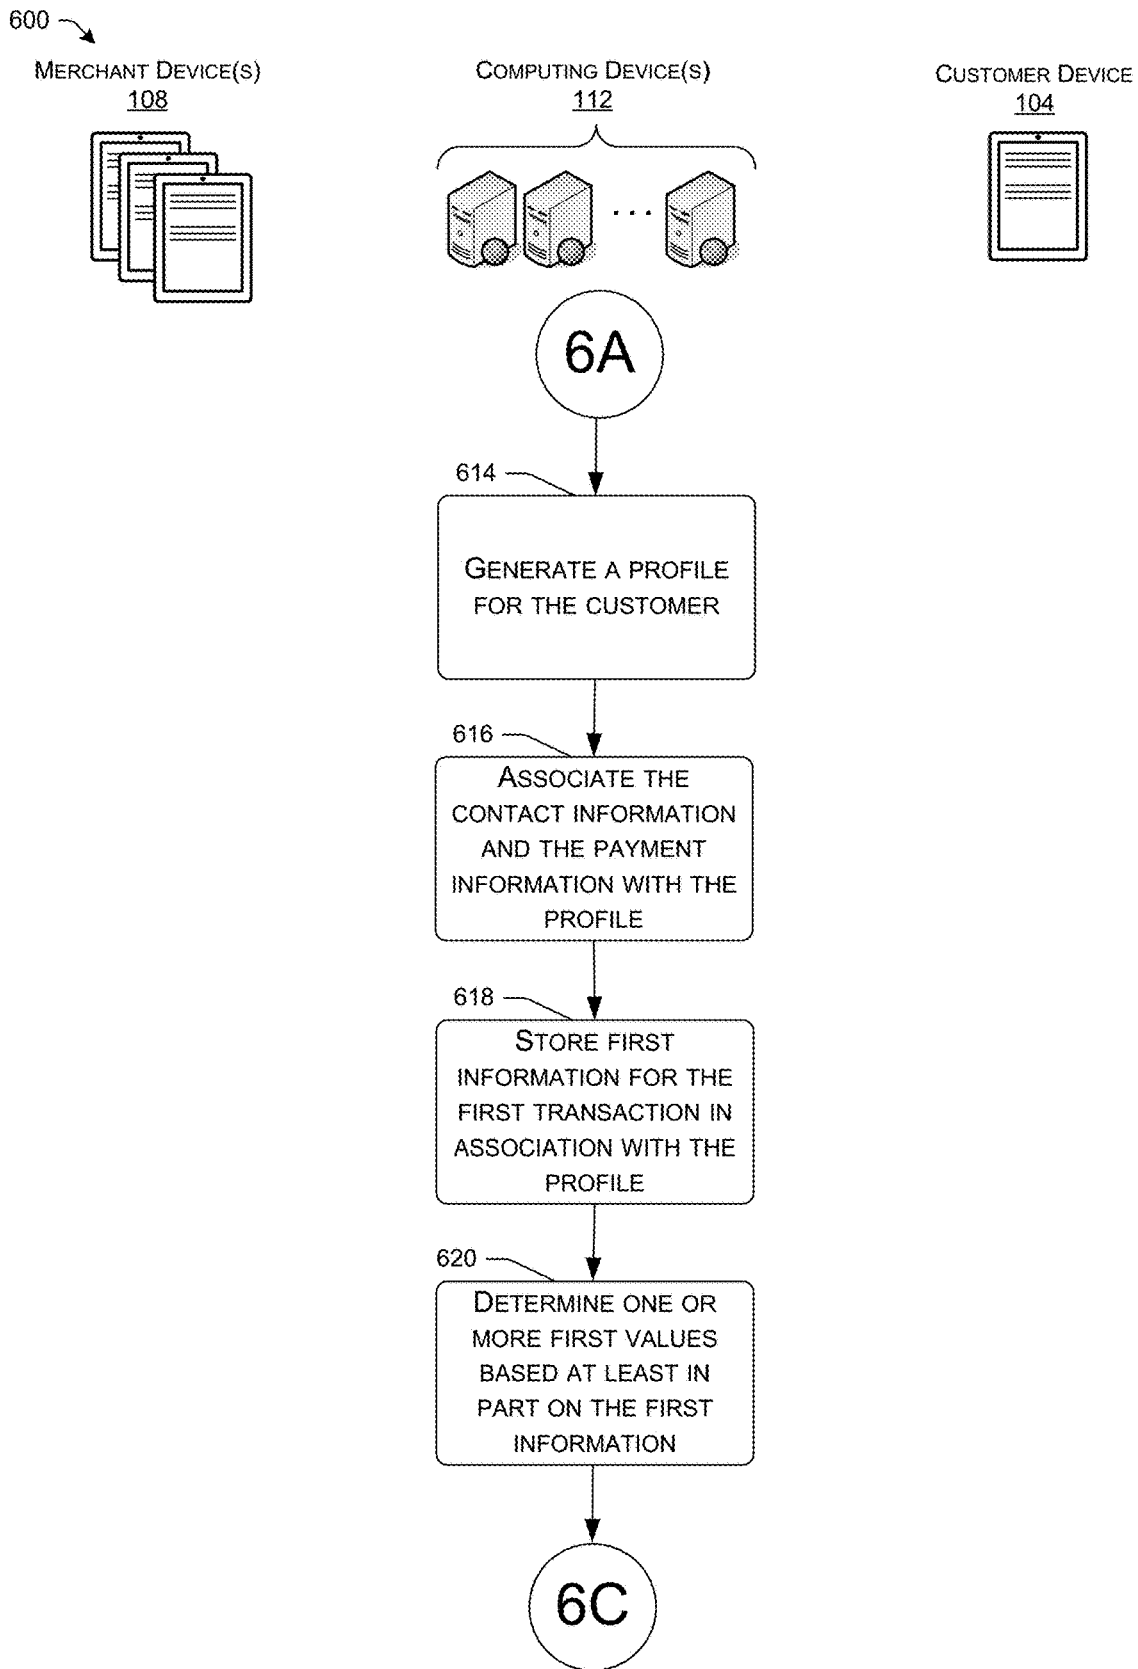 600
MERCHANT DEVICE(S)
108
COMPUTING DEVICE(S)
112
CUSTOMER DEVICE
104
6A
614
GENERATE A PROFILE
FOR THE CUSTOMER
616
ASSOCIATE THE
CONTACT INFORMATION
AND THE PAYMENT
INFORMATION WITH THE
PROFILE
618
STORE FIRST
INFORMATION FOR THE
FIRST TRANSACTION IN
ASSOCIATION WITH THE
PROFILE
620
DETERMINE ONE OR
MORE FIRST VALUES
BASED AT LEAST IN
PART ON THE FIRST
INFORMATION
6C